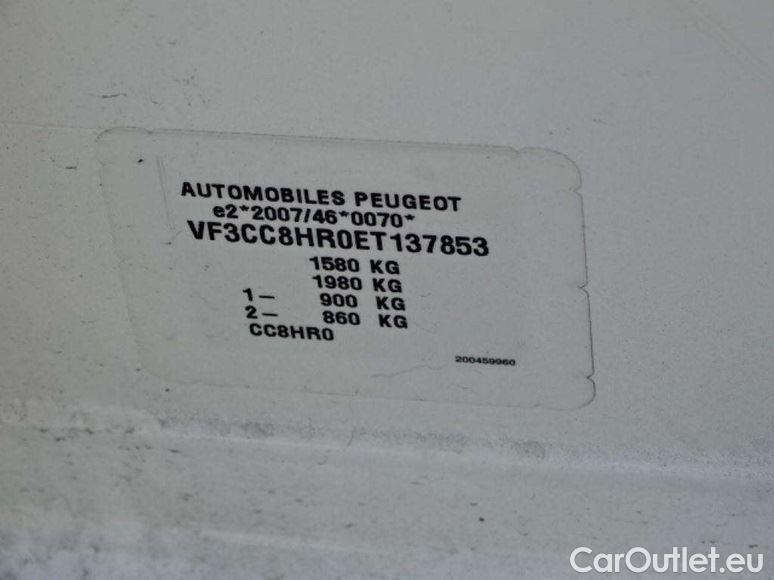 AUTOMOBILES PEUGEOT
e2*2007/46*0070*
VF3CC8HR0ET137853
1580 KG
1980 KG
1- 900 KG
2- 860 KG
CC8HR0
200459960
CarOutlet.eu